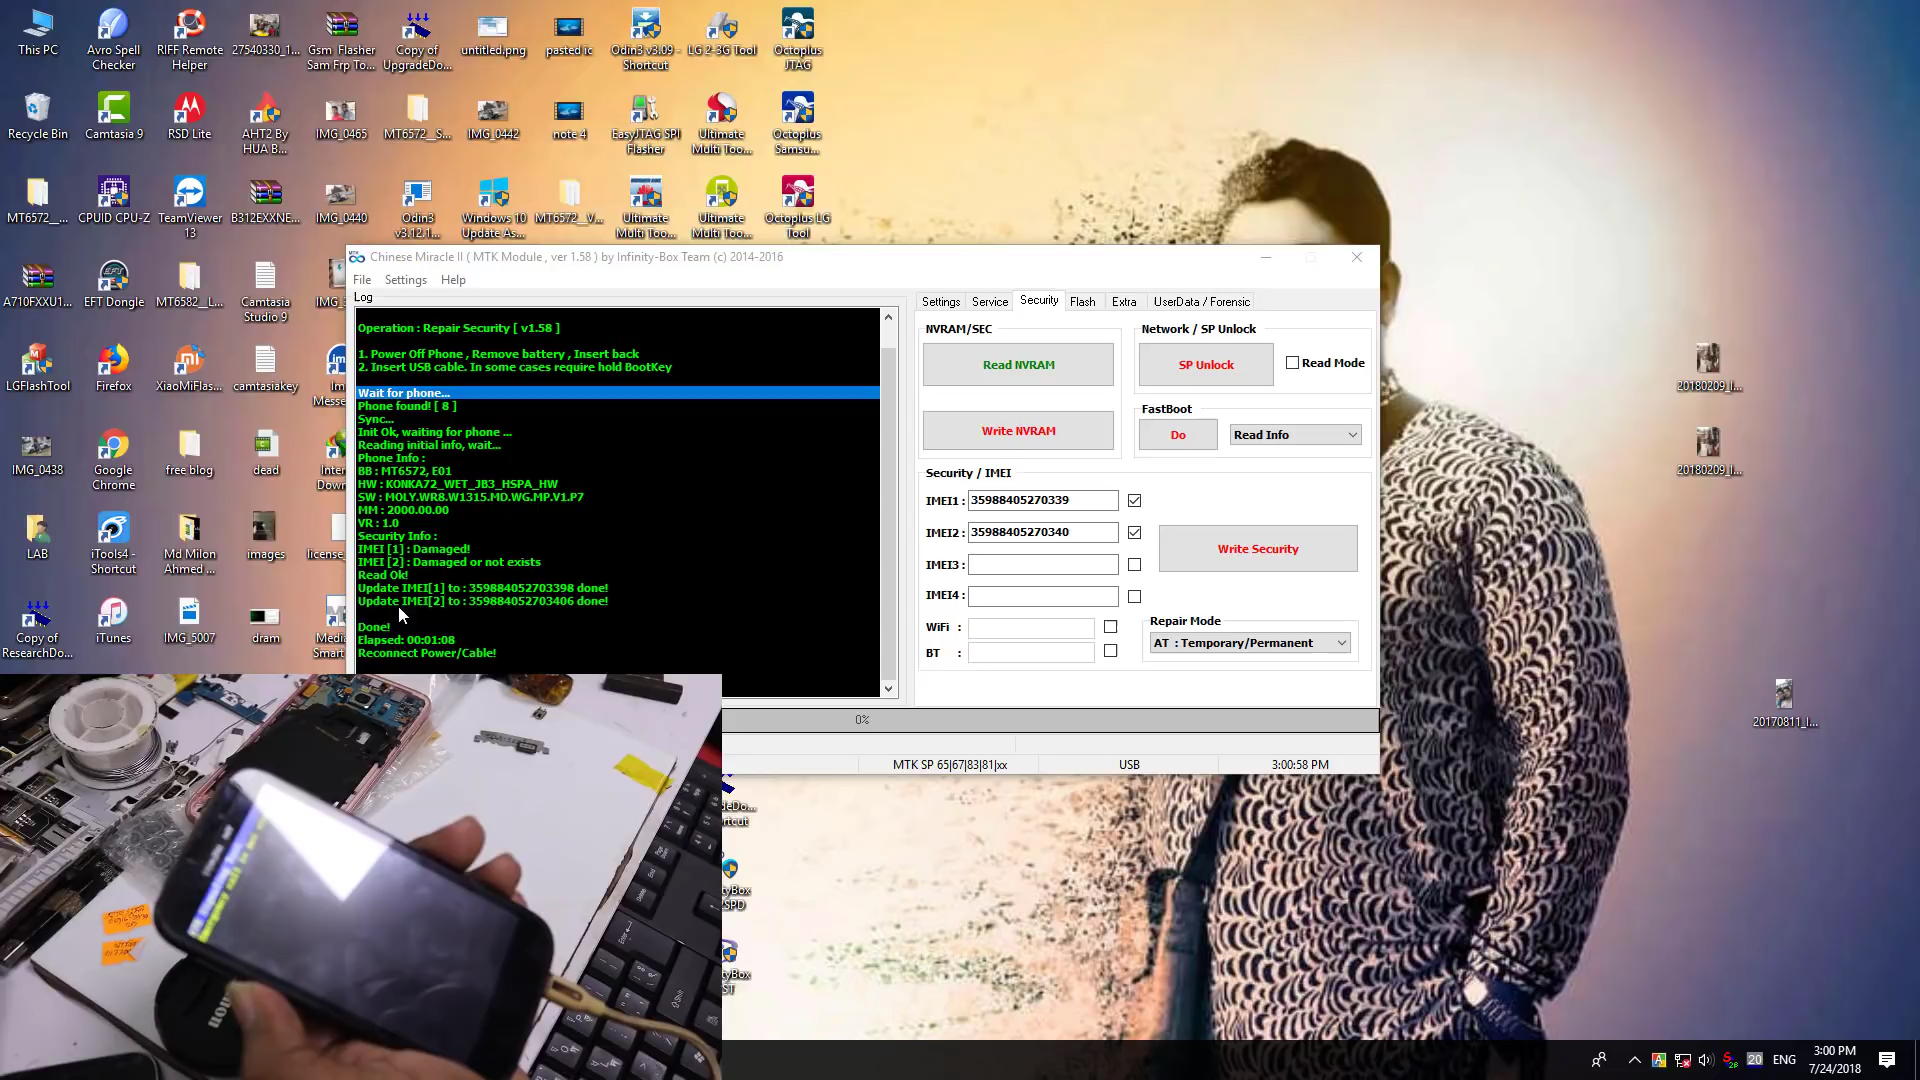 This PC
Avro Spell
Checker
RIFF Remote
Helper
27540330_1...
Gsm_Flasher
Sam Frp To...
Copy of
UpgradeDo...
untitled.png
pasted ic
Odin3 v3.09 -
Shortcut
LG 2-3G Tool
Octoplus
JTAG
Recycle Bin
Camtasia 9
RSD Lite
AHT2 By
HUA B...
IMG_0465
MT6572__S...
IMG_0442
note 4
EasyJTAG SPI
Flasher
Ultimate
Multi Too...
Octoplus
Samsu...
MT6572__...
CPUID CPU-Z
TeamViewer
13
B312EXXNE...
IMG_0440
Odin3
v3.12.1...
Windows 10
Update As...
MT6572__V...
Ultimate
Multi Too...
Ultimate
Multi Too...
Octoplus LG
Tool
A710FXXU1...
EFT Dongle
MT6582__L...
Camtasia
Studio 9
LGFlashTool
Firefox
XiaoMiFlas...
camtasiakey
IMG_0438
Google
Chrome
free blog
dead
LAB
iTools4 -
Shortcut
Md Milon
Ahmed ...
images
Copy of
ResearchDo...
iTunes
IMG_5007
dram
Chinese Miracle II ( MTK Module , ver 1.58 ) by Infinity-Box Team (c) 2014-2016
File Settings Help
Log
Operation : Repair Security [ v1.58 ]
1. Power Off Phone , Remove battery , Insert back
2. Insert USB cable. In some cases require hold BootKey
Wait for phone...
Phone found! [ 8 ]
Sync...
Init Ok, waiting for phone ...
Reading initial info, wait...
Phone Info :
BB : MT6572, E01
HW : KONKA72_WET_JB3_HSPA_HW
SW : MOLY.WR8.W1315.MD.WG.MP.V1.P7
MM : 2000.00.00
VR : 1.0
Security Info :
IMEI [1] : Damaged!
IMEI [2] : Damaged or not exists
Read Ok!
Update IMEI[1] to : 359884052703398 done!
Update IMEI[2] to : 359884052703406 done!
Done!
Elapsed: 00:01:08
Reconnect Power/Cable!
Settings Service Security Flash Extra UserData / Forensic
NVRAM/SEC
Read NVRAM
Write NVRAM
Network / SP Unlock
SP Unlock
Read Mode
FastBoot
Do
Read Info
Security / IMEI
IMEI1 : 35988405270339
IMEI2 : 35988405270340
IMEI3 :
IMEI4 :
WiFi :
BT :
Write Security
Repair Mode
AT : Temporary/Permanent
0%
MTK SP 65|67|83|81|xx
USB
3:00:58 PM
20180209_I...
20180209_I...
20170811_I...
20
ENG
3:00 PM
7/24/2018